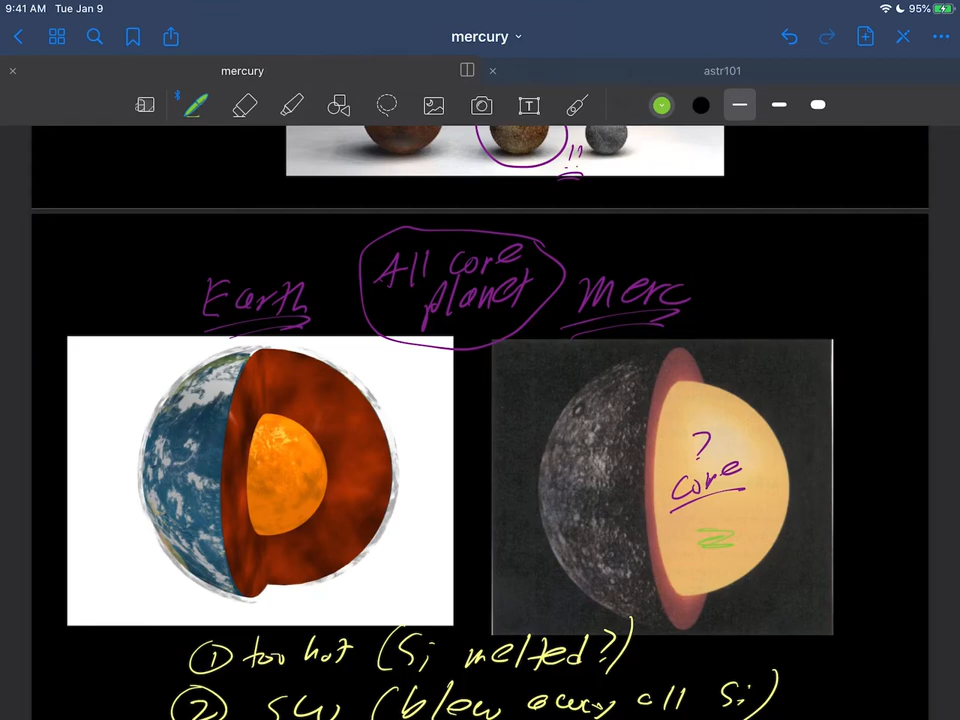 9:41 AM Tue Jan 9
95%
mercury
mercury
astr101
T
!!
All core
planet
Earth
merc
?
core
① too hot (Si melted?)
② SW (blew away all Si)